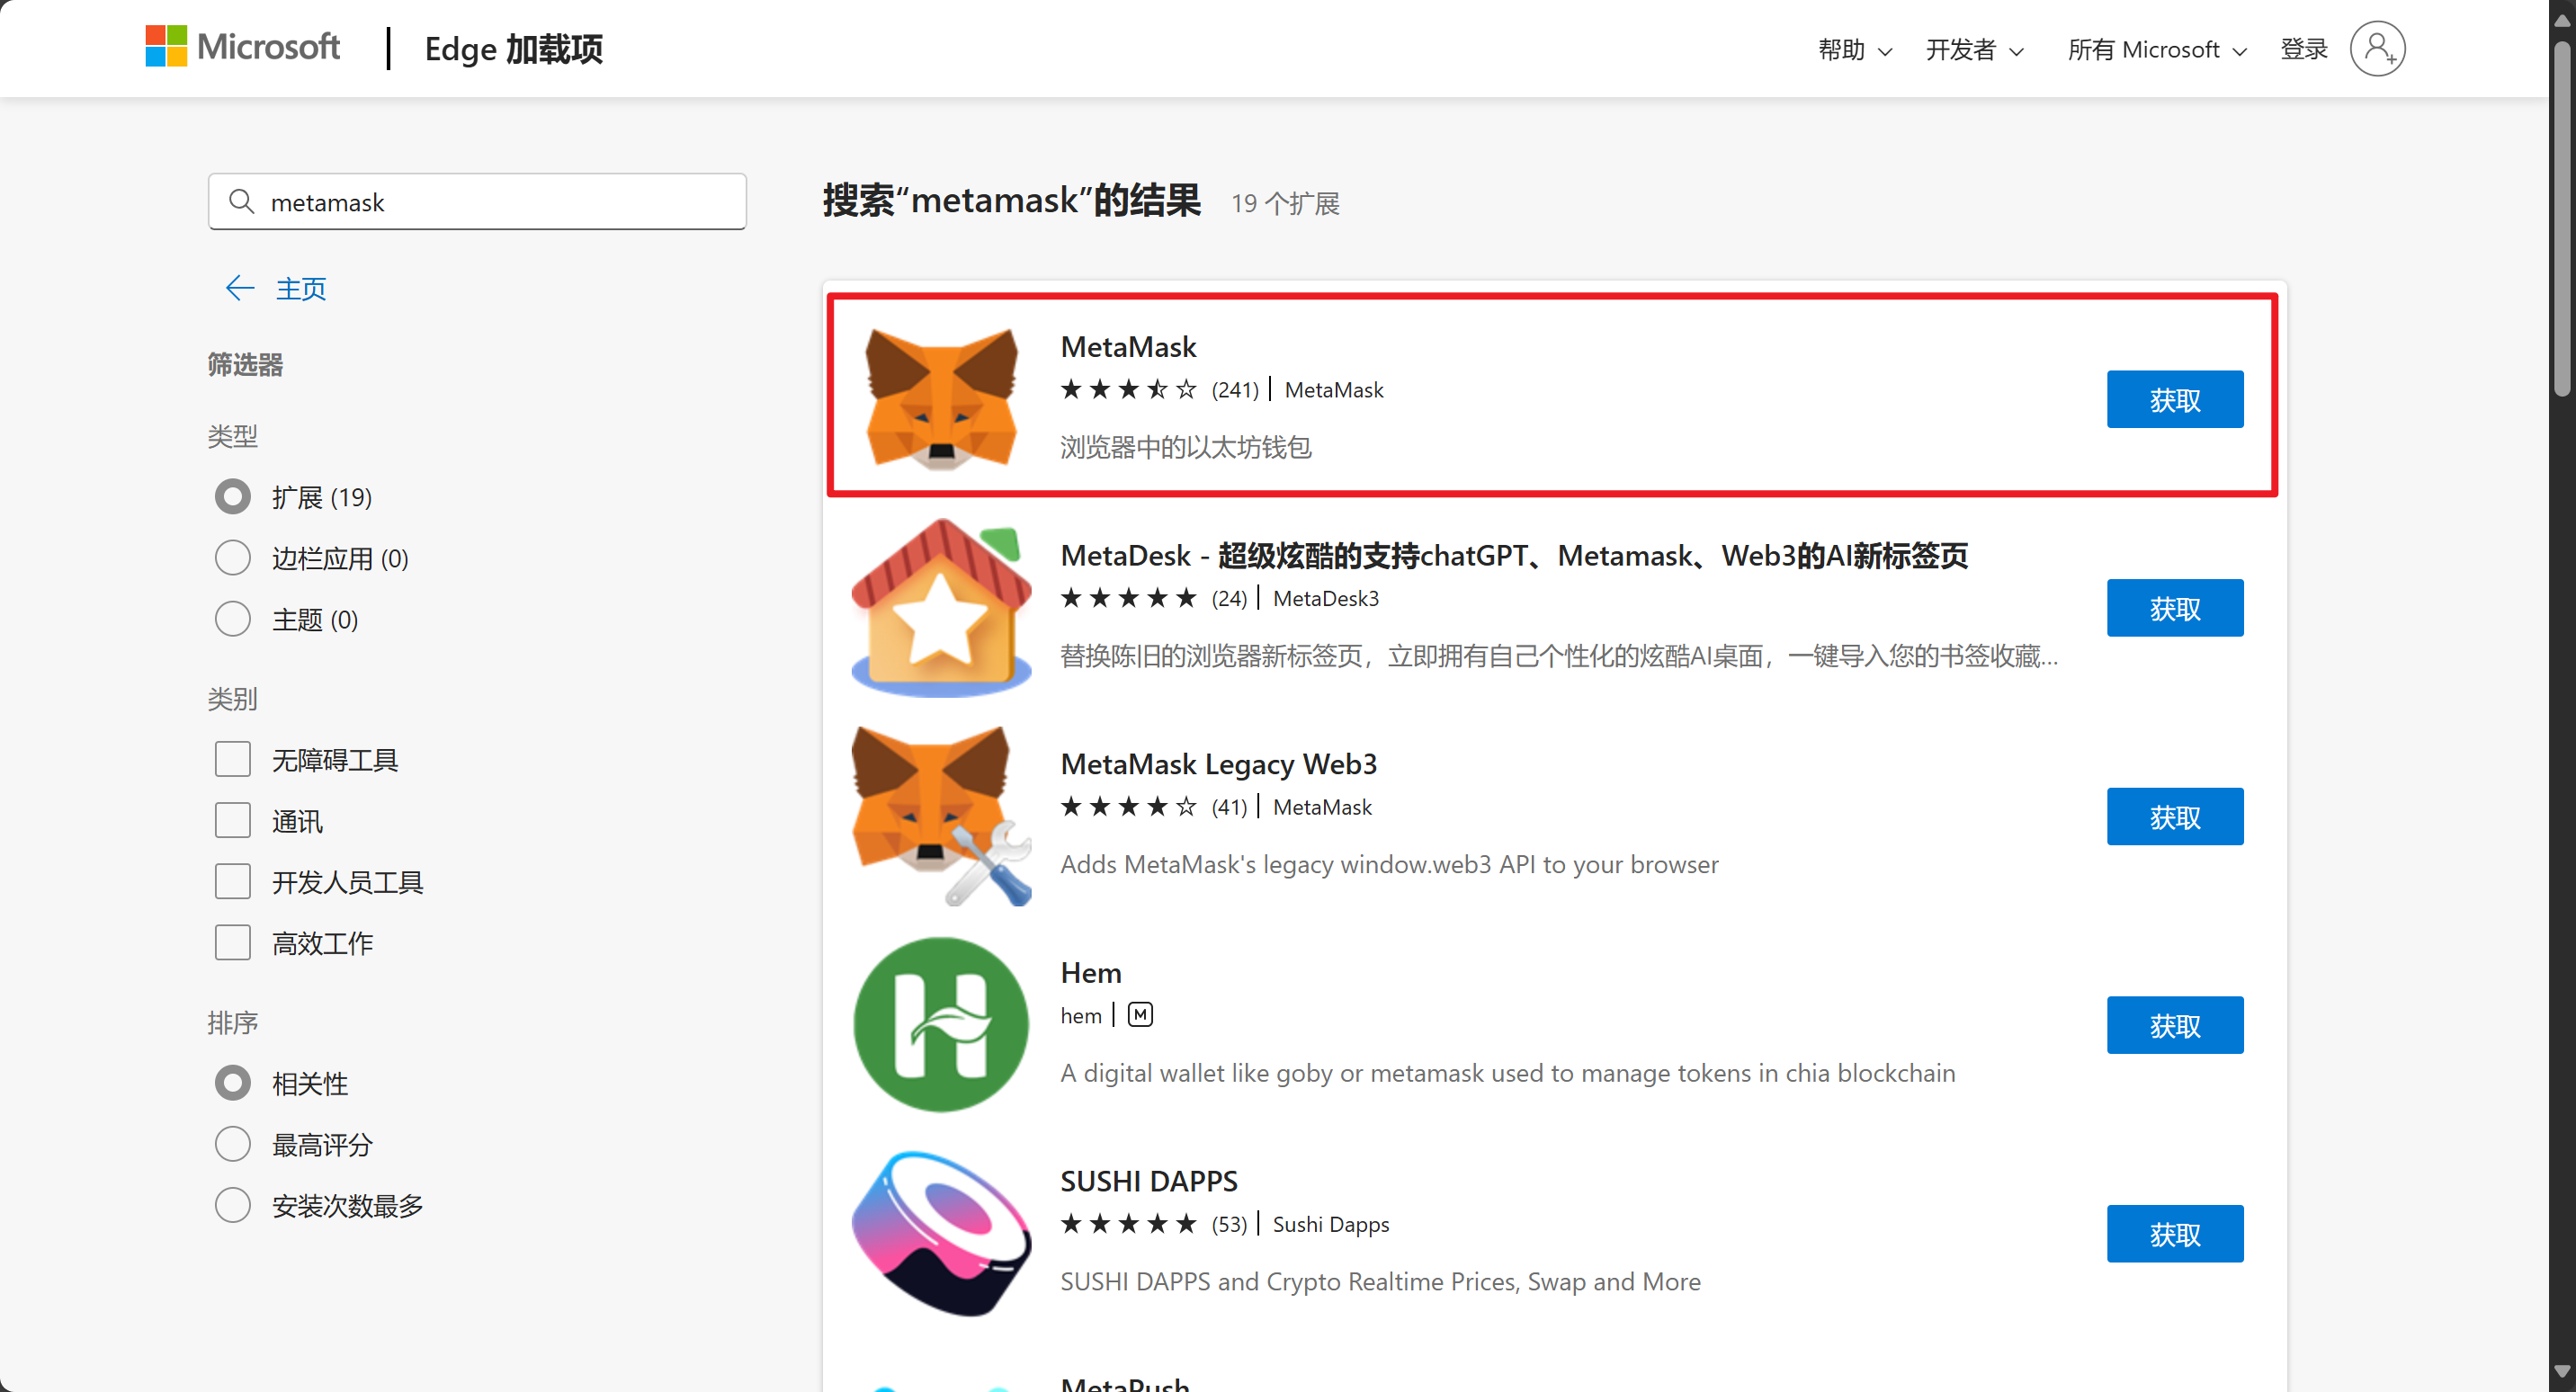 Microsoft
Edge 加载项
帮助
开发者
所有 Microsoft
登录
metamask
主页
筛选器
类型
扩展 (19)
边栏应用 (0)
主题 (0)
类别
无障碍工具
通讯
开发人员工具
高效工作
排序
相关性
最高评分
安装次数最多
搜索“metamask”的结果 19 个扩展
MetaMask
(241) MetaMask
浏览器中的以太坊钱包
获取
MetaDesk - 超级炫酷的支持chatGPT、Metamask、Web3的AI新标签页
(24) MetaDesk3
替换陈旧的浏览器新标签页，立即拥有自己个性化的炫酷AI桌面，一键导入您的书签收藏...
获取
MetaMask Legacy Web3
(41) MetaMask
Adds MetaMask's legacy window.web3 API to your browser
获取
Hem
hem M
A digital wallet like goby or metamask used to manage tokens in chia blockchain
获取
SUSHI DAPPS
(53) Sushi Dapps
SUSHI DAPPS and Crypto Realtime Prices, Swap and More
获取
MetaPush